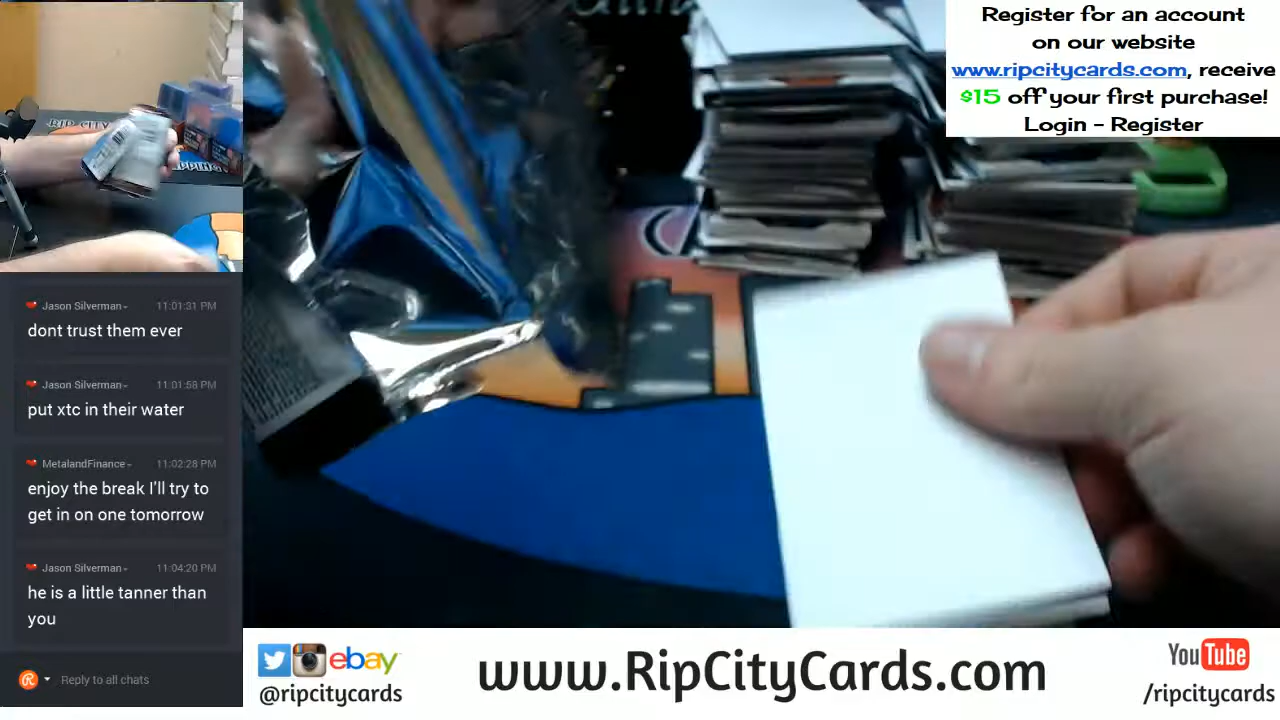 Register for an account
on our website
www.ripcitycards.com, receive
$15 off your first purchase!
Login - Register
RIP CITY
Jason Silverman
11:01:31 PM
dont trust them ever
Jason Silverman
11:01:58 PM
put xtc in their water
MetalandFinance
11:02:28 PM
enjoy the break I'll try to
get in on one tomorrow
Jason Silverman
11:04:20 PM
he is a little tanner than
you
Reply to all chats
ebay
@ripcitycards
www.RipCityCards.com
YouTube
/ripcitycards